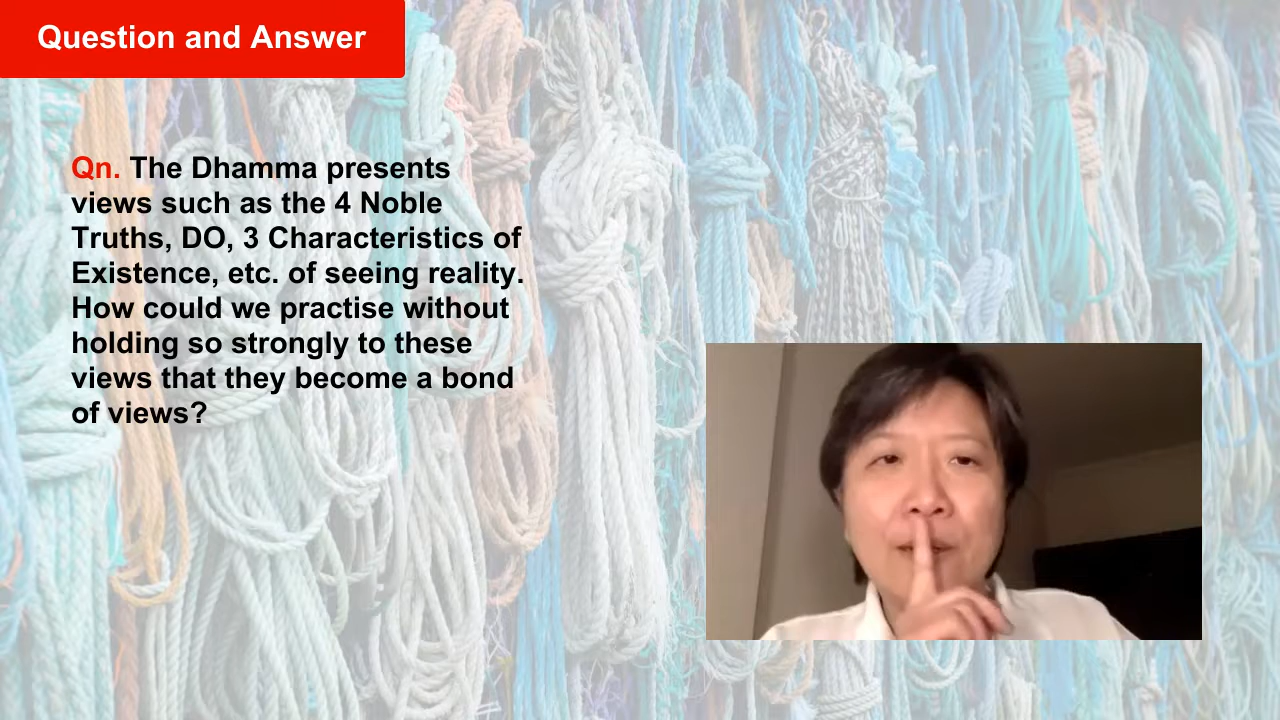 Question and Answer
Qn. The Dhamma presents
views such as the 4 Noble
Truths, DO, 3 Characteristics of
Existence, etc. of seeing reality.
How could we practise without
holding so strongly to these
views that they become a bond
of views?